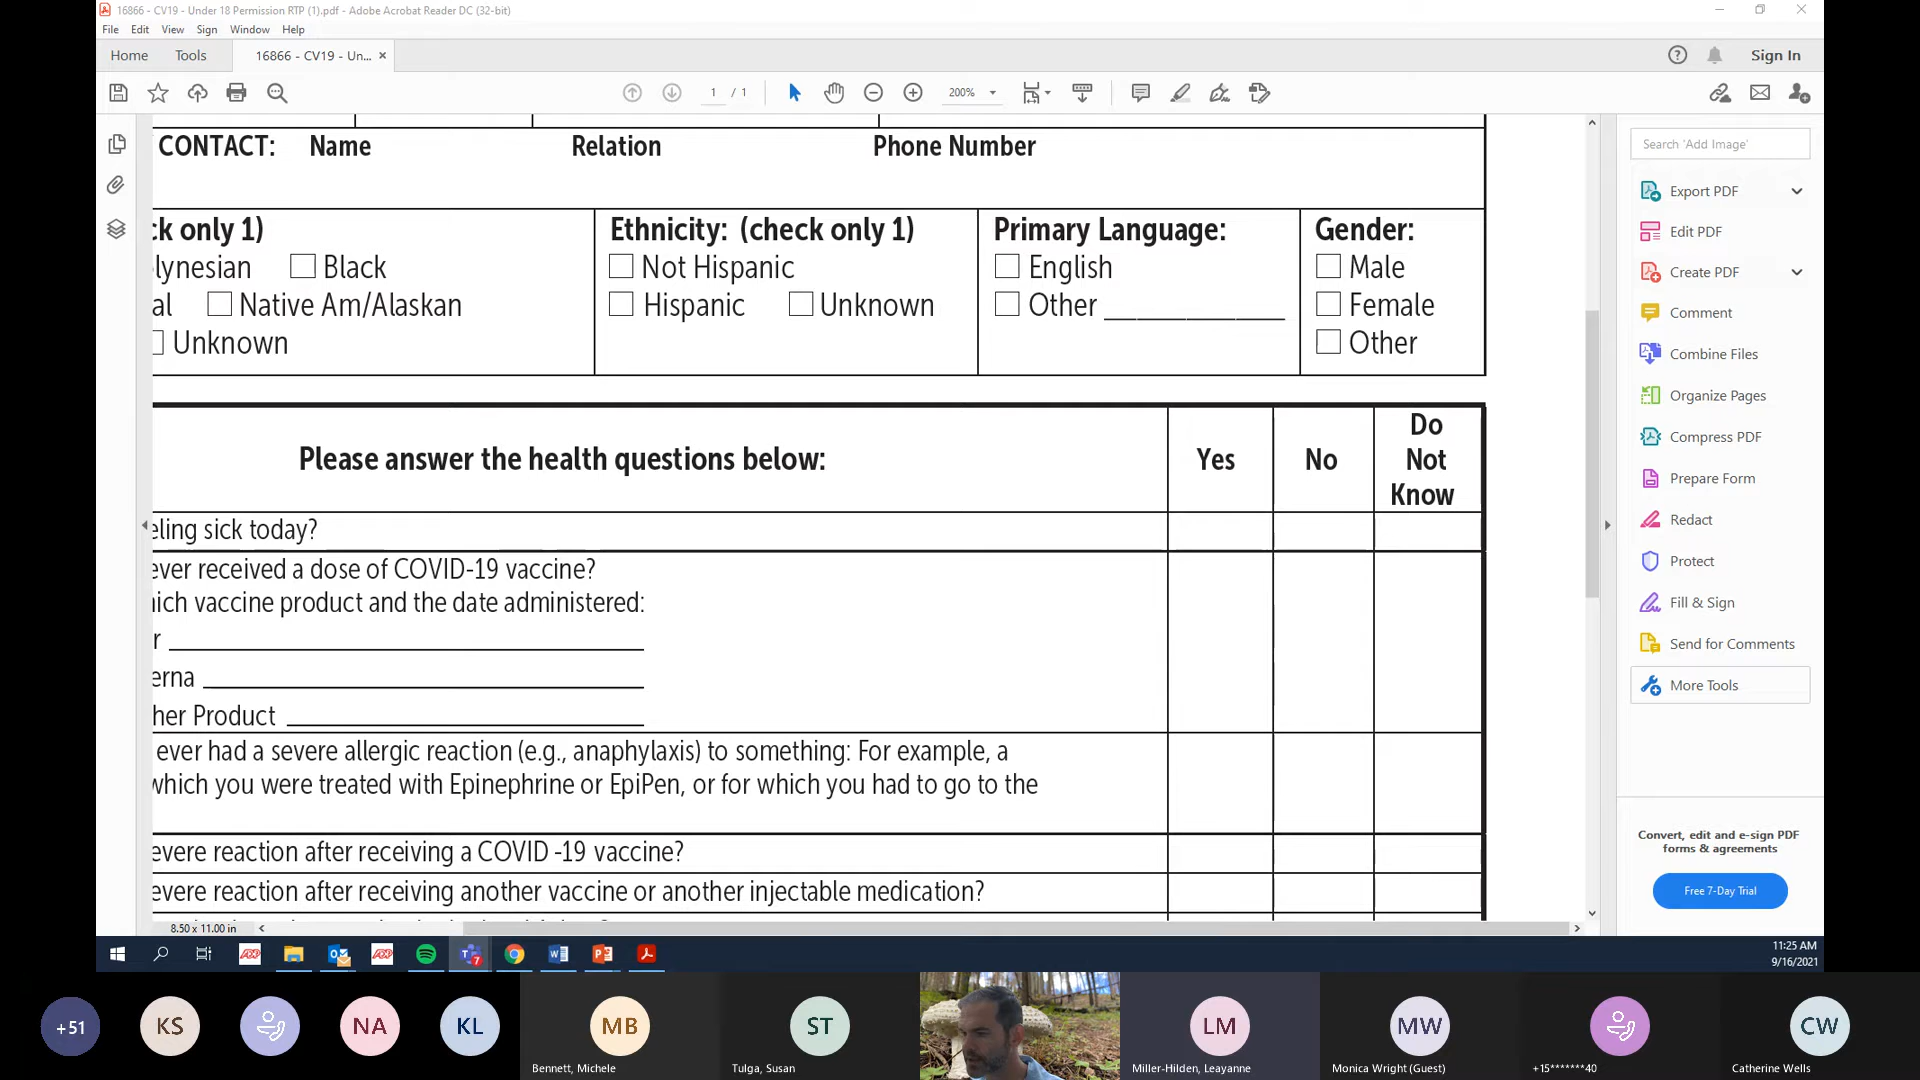 16866 - CV19 - Under 18 Permission RTP (1).pdf - Adobe Acrobat Reader DC (32-bit)
File Edit View Sign Window Help
Home Tools 16866 - CV19 - Un... × Sign In
1 / 1 200%
CONTACT: Name Relation Phone Number
ck only 1) Ethnicity: (check only 1) Primary Language: Gender:
lynesian Black Not Hispanic English Male
al Native Am/Alaskan Hispanic Unknown Other ____________ Female
Unknown Other
Please answer the health questions below: Yes No Do Not Know
eling sick today?
ever received a dose of COVID-19 vaccine?
hich vaccine product and the date administered:
r
erna
her Product
ever had a severe allergic reaction (e.g., anaphylaxis) to something: For example, a
which you were treated with Epinephrine or EpiPen, or for which you had to go to the
evere reaction after receiving a COVID -19 vaccine?
evere reaction after receiving another vaccine or another injectable medication?
8.50 x 11.00 in
Search 'Add Image'
Export PDF
Edit PDF
Create PDF
Comment
Combine Files
Organize Pages
Compress PDF
Prepare Form
Redact
Protect
Fill & Sign
Send for Comments
More Tools
Convert, edit and e-sign PDF
forms & agreements
Free 7-Day Trial
11:25 AM
9/16/2021
+51 KS NA KL MB ST LM MW CW
Bennett, Michele Tulga, Susan Miller-Hilden, Leayanne Monica Wright (Guest) +15*******40 Catherine Wells